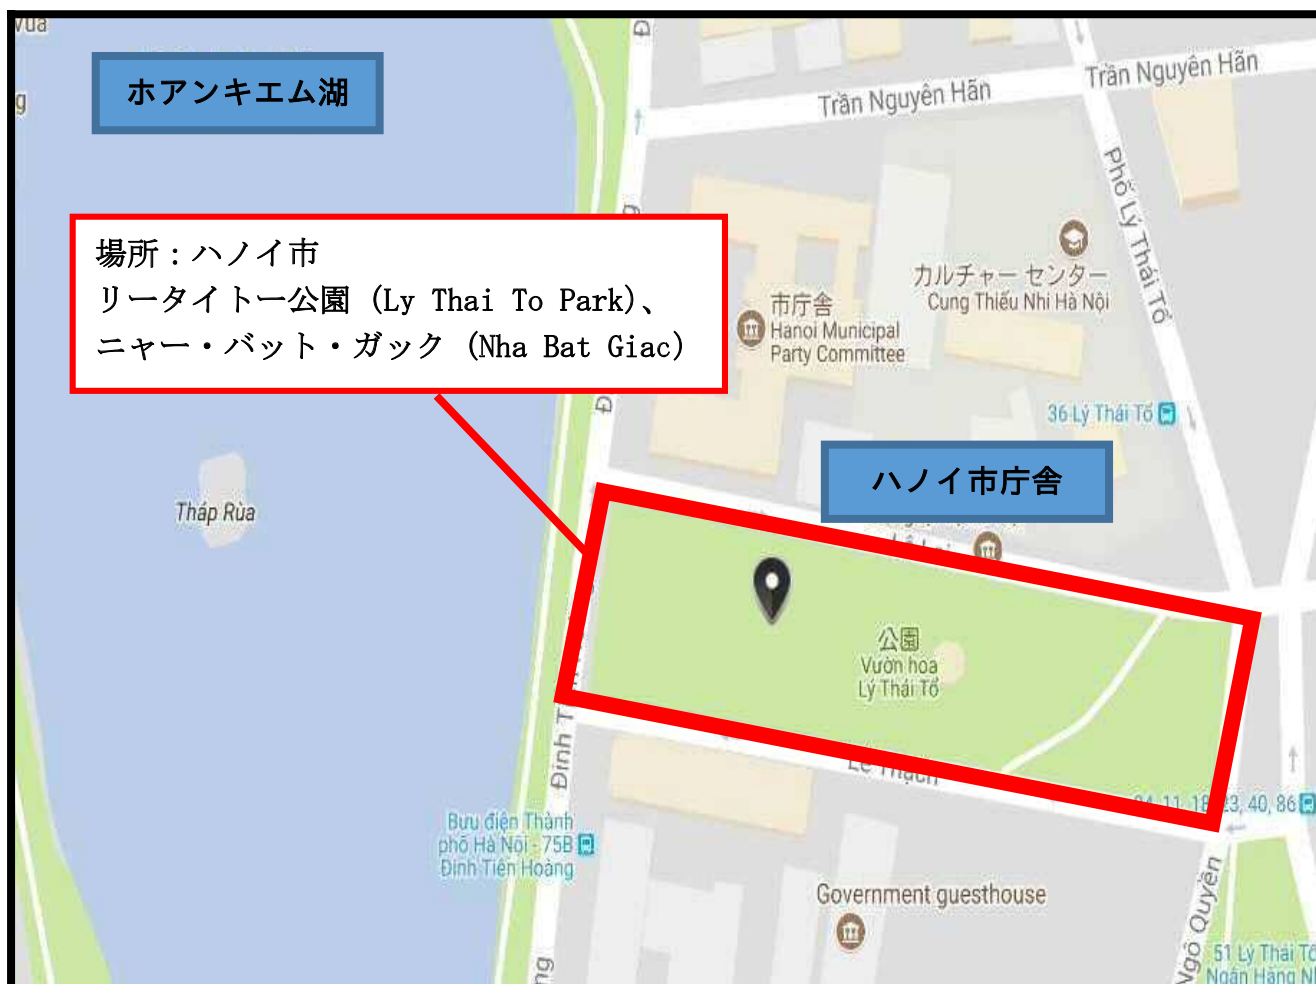 ホアンキエム湖
Trần Nguyên Hãn
Trần Nguyên Hãn
Phố Lý Thái Tổ
場所：ハノイ市
リータイトー公園 (Ly Thai To Park)、
ニャー・バット・ガック (Nha Bat Giac)
カルチャー センター
Cung Thiếu Nhi Hà Nội
市庁舎
Hanoi Municipal
Party Committee
36 Lý Thái Tổ
ハノイ市庁舎
Tháp Rùa
公園
Vườn hoa
Lý Thái Tổ
Lê Thạch
23, 40, 86
Bưu điện Thành
phố Hà Nội - 75B
Đinh Tiên Hoàng
Đinh
Government guesthouse
Ngô Quyền
51 Lý Thái Tổ
Ngân Hàng